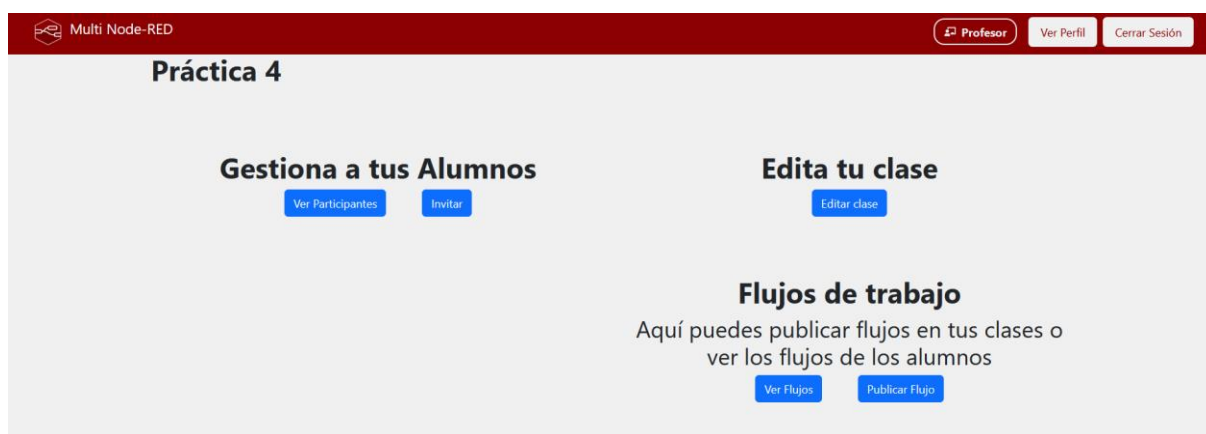 Multi Node-RED
Profesor
Ver Perfil
Cerrar Sesión
Práctica 4
Gestiona a tus Alumnos
Ver Participantes
Invitar
Edita tu clase
Editar clase
Flujos de trabajo
Aquí puedes publicar flujos en tus clases o
ver los flujos de los alumnos
Ver Flujos
Publicar Flujo